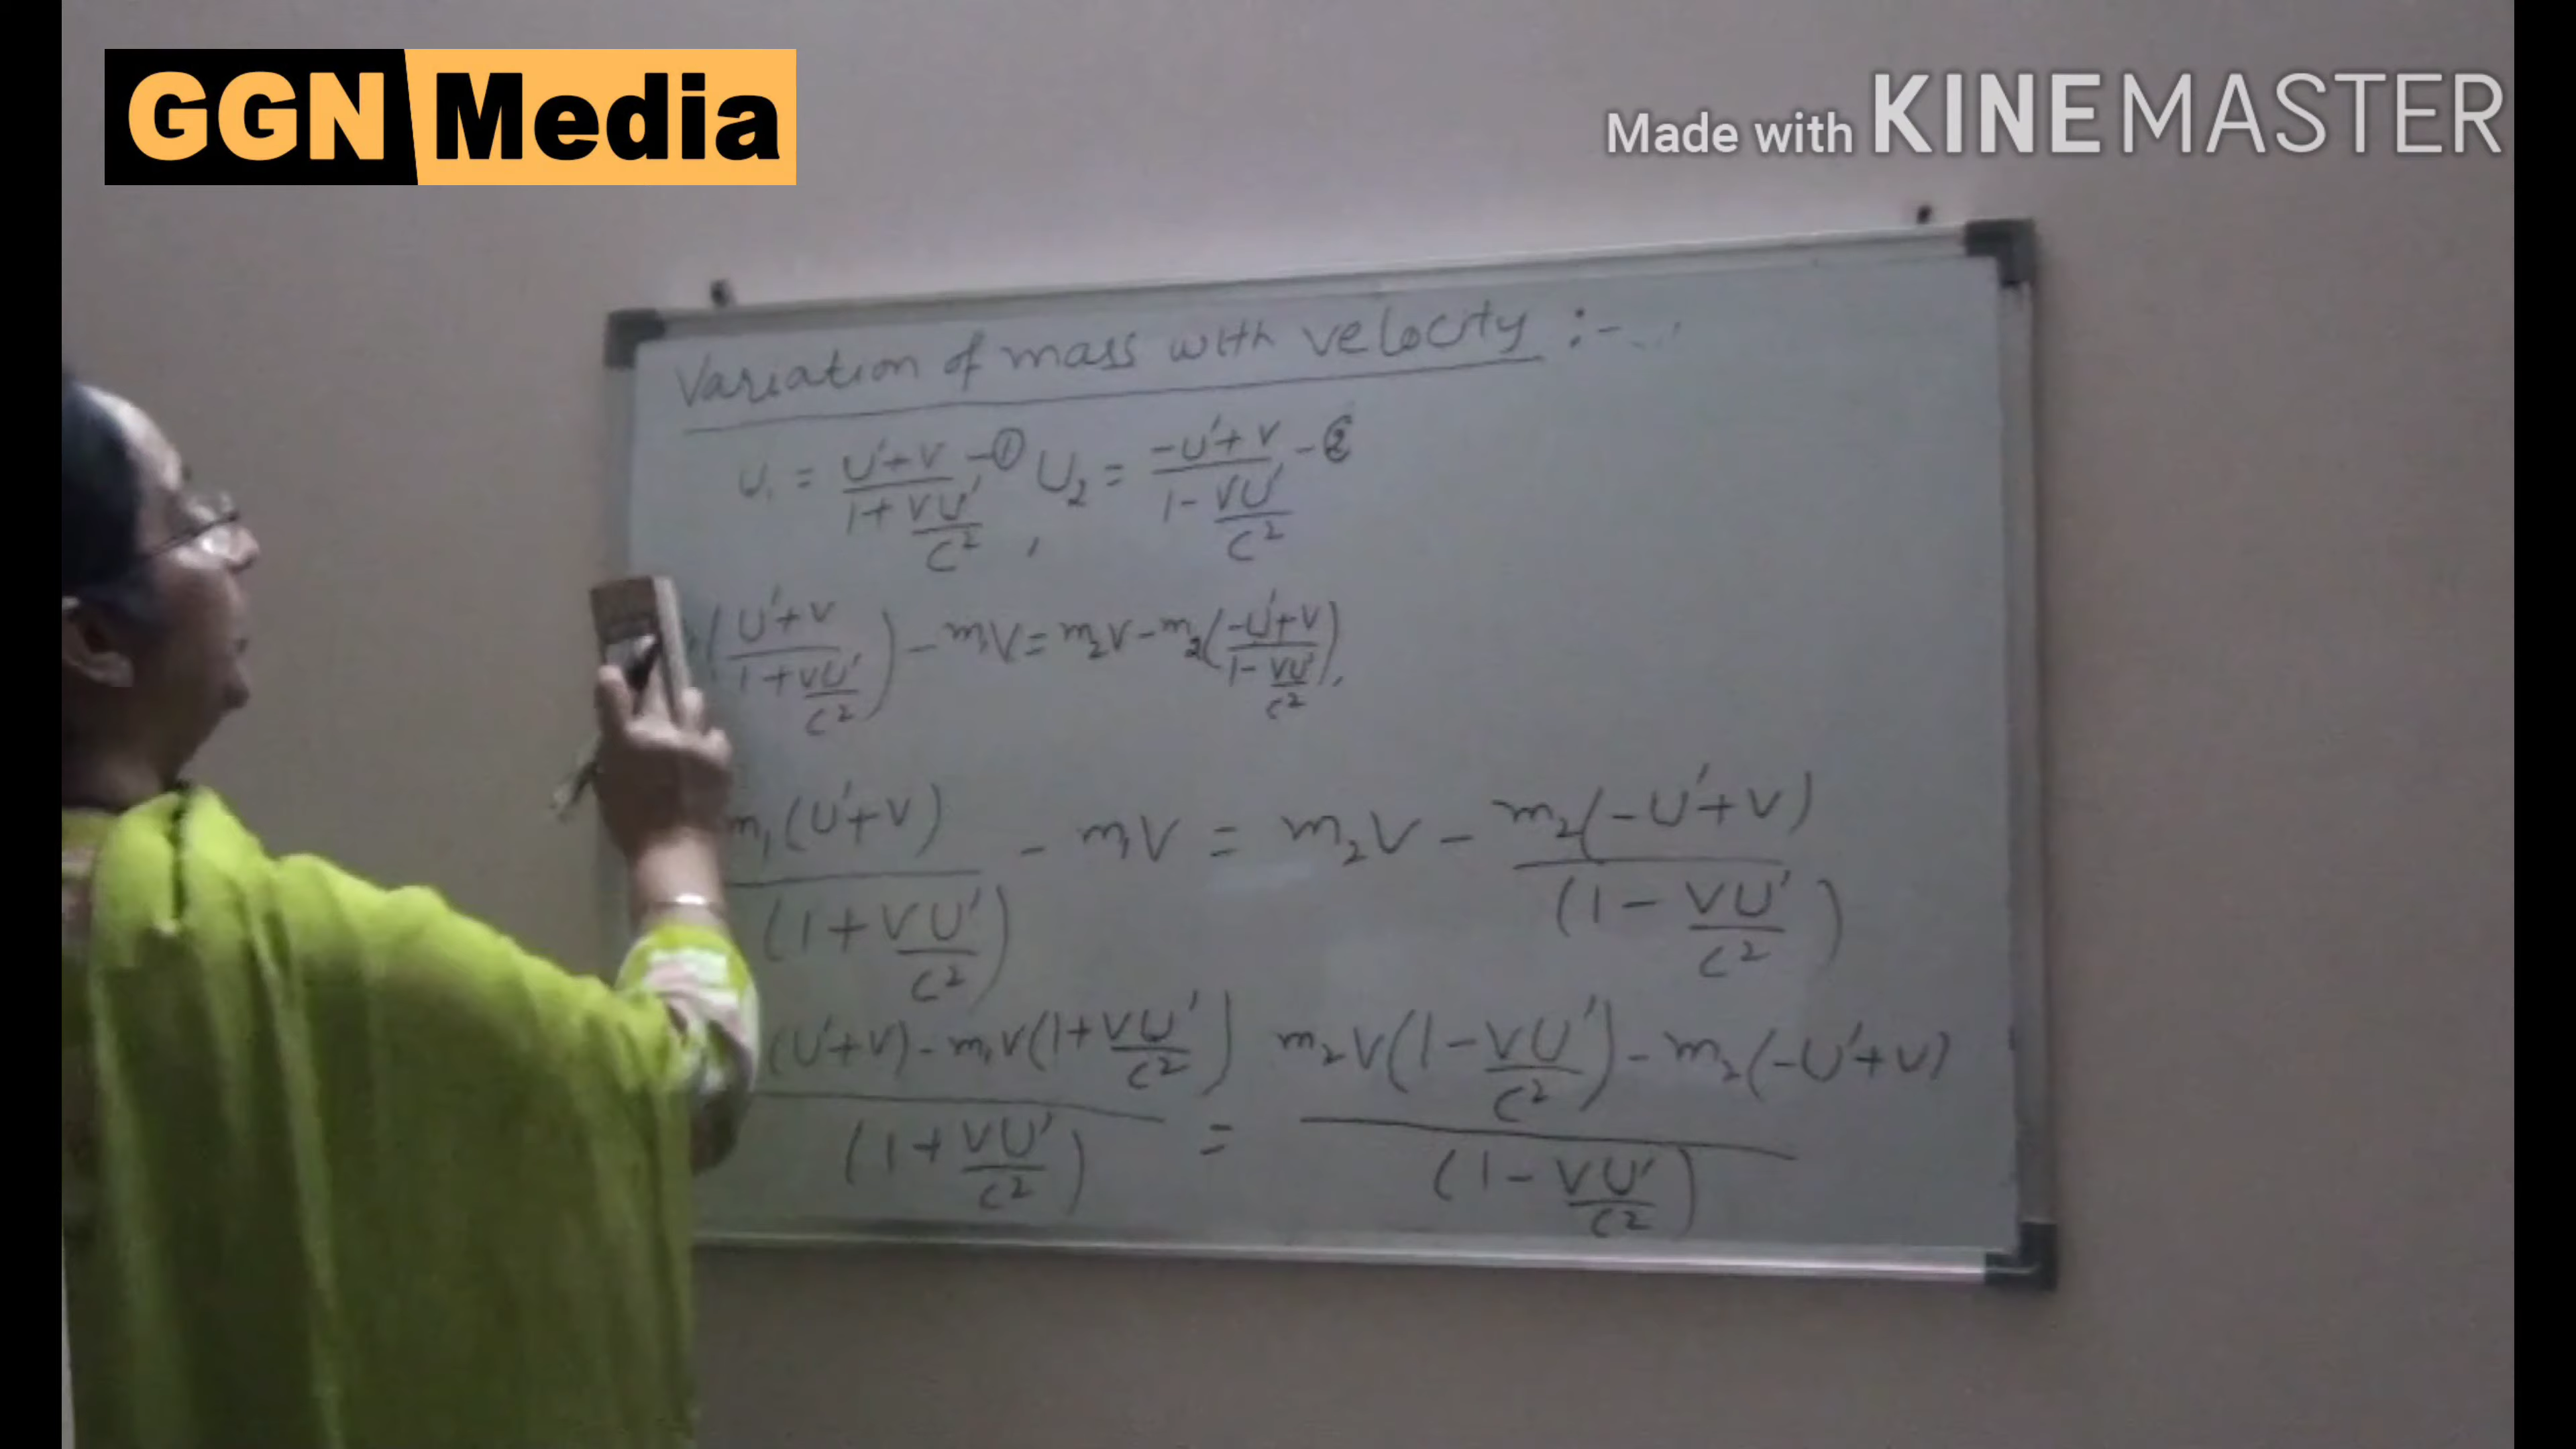 GGN Media
Made with KINEMASTER
Variation of mass with velocity :-
U₁ = (U'+V)/(1+VU'/c²) -① , U₂ = (-U'+V)/(1-VU'/c²) -②
((U'+V)/(1+VU'/c²)) - m₁V = m₂V - m₂((-U'+V)/(1-VU'/c²)),
m₁(U'+V)/(1+VU'/c²) - m₁V = m₂V - m₂(-U'+V)/(1-VU'/c²)
(U'+V) - m₁V(1+VU'/c²)/(1+VU'/c²) = m₂V(1-VU'/c²) - m₂(-U'+V)/(1-VU'/c²)